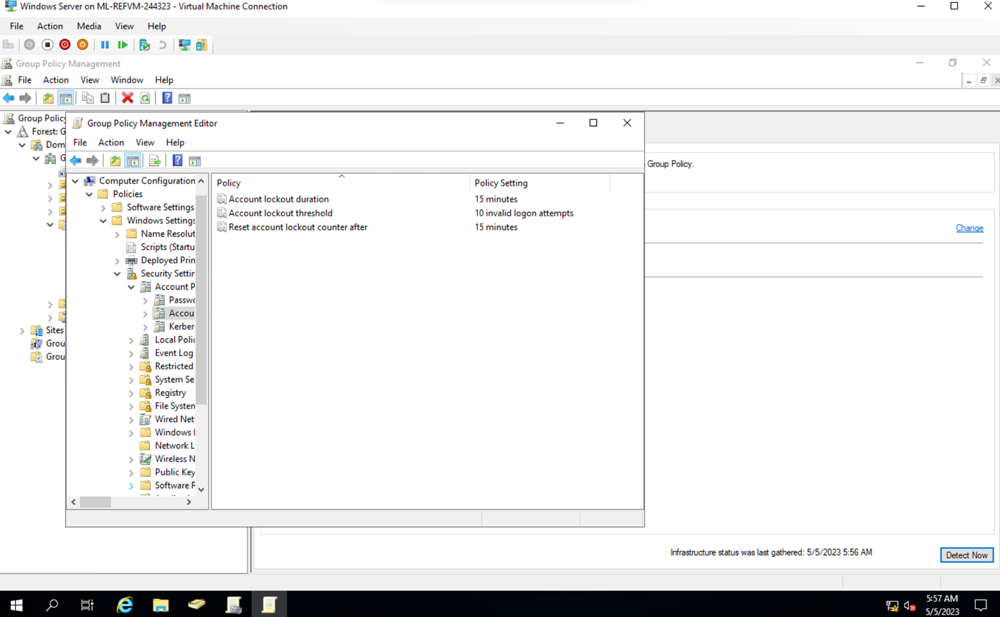 Windows Server on ML-REFVM-244323 - Virtual Machine Connection
File Action Media View Help
Group Policy Management
File Action View Window Help
Group Policy
Forest: G
Dom
G
Sites
Grou
Grou
Group Policy Management Editor
File Action View Help
Computer Configuration
Policies
Software Settings
Windows Settings
Name Resolut
Scripts (Startu
Deployed Prin
Security Settin
Account P
Passwo
Accou
Kerber
Local Polic
Event Log
Restricted
System Se
Registry
File System
Wired Net
Windows
Network L
Wireless N
Public Key
Software R
Policy Policy Setting
Account lockout duration 15 minutes
Account lockout threshold 10 invalid logon attempts
Reset account lockout counter after 15 minutes
Group Policy.
Change
Infrastructure status was last gathered: 5/5/2023 5:56 AM
Detect Now
5:57 AM
5/5/2023